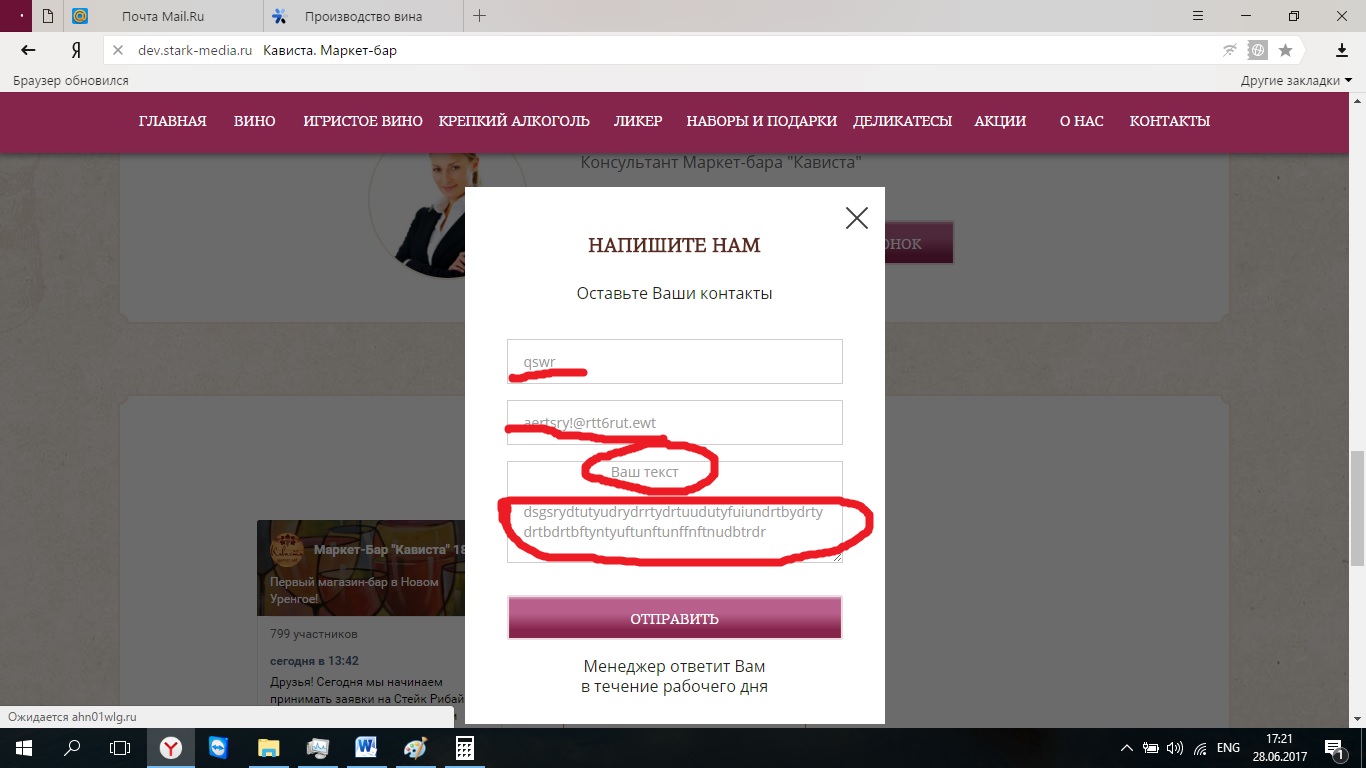 Почта Mail.Ru
Производство вина
dev.stark-media.ru Кависта. Маркет-бар
Браузер обновился
Другие закладки
ГЛАВНАЯ ВИНО ИГРИСТОЕ ВИНО КРЕПКИЙ АЛКОГОЛЬ ЛИКЕР НАБОРЫ И ПОДАРКИ ДЕЛИКАТЕСЫ АКЦИИ О НАС КОНТАКТЫ
Консультант Маркет-бара "Кависта"
НАПИШИТЕ НАМ
Оставьте Ваши контакты
qswr
aertsry!@rtt6rut.ewt
Ваш текст
dsgsrydtutyudrydrrtydrtuudutyfuiundrtbydrty
drtbdrtbftyntyuftunftunffnftnudbtrdr
ОТПРАВИТЬ
Менеджер ответит Вам
в течение рабочего дня
Маркет-Бар "Кависта" 18
Первый магазин-бар в Новом
Уренгое!
799 участников
сегодня в 13:42
Друзья! Сегодня мы начинаем
принимать заявки на Стейк Рибай
Ожидается ahn01wlg.ru
ENG
17:21
28.06.2017
1